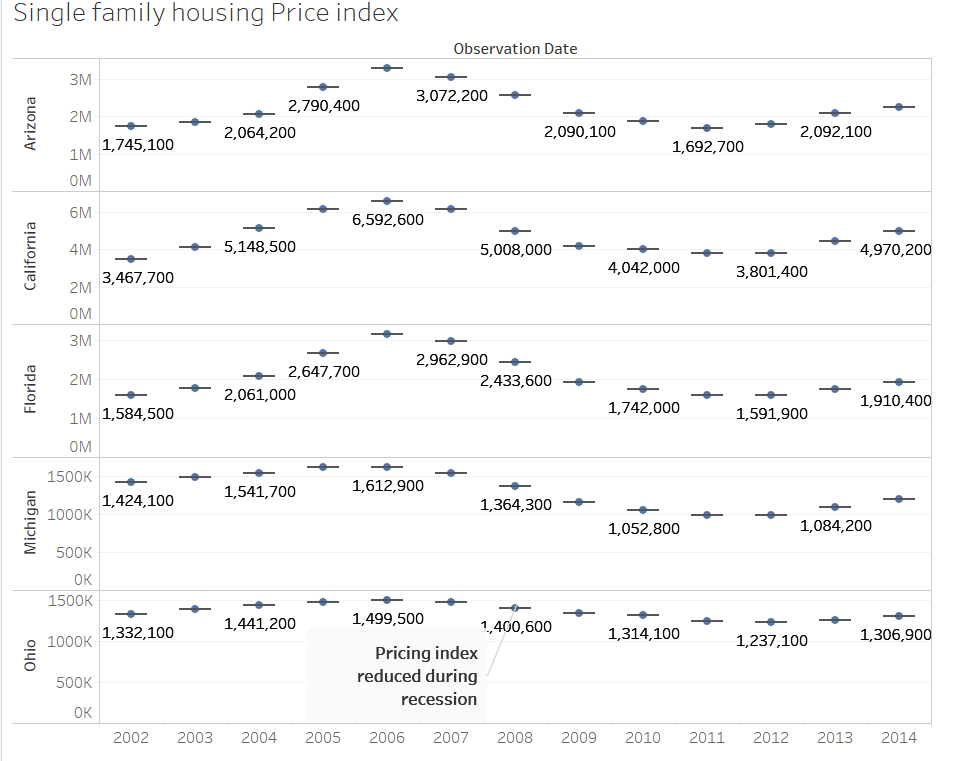 Single family housing Price index
Observation Date
Arizona
3M
2M
1M
0M
1,745,100
2,064,200
2,790,400
3,072,200
2,090,100
1,692,700
2,092,100
California
6M
4M
2M
0M
3,467,700
5,148,500
6,592,600
5,008,000
4,042,000
3,801,400
4,970,200
Florida
3M
2M
1M
0M
1,584,500
2,061,000
2,647,700
2,962,900
2,433,600
1,742,000
1,591,900
1,910,400
Michigan
1500K
1000K
500K
0K
1,424,100
1,541,700
1,612,900
1,364,300
1,052,800
1,084,200
Ohio
1500K
1000K
500K
0K
1,332,100
1,441,200
1,499,500
1,400,600
1,314,100
1,237,100
1,306,900
Pricing index
reduced during
recession
2002 2003 2004 2005 2006 2007 2008 2009 2010 2011 2012 2013 2014